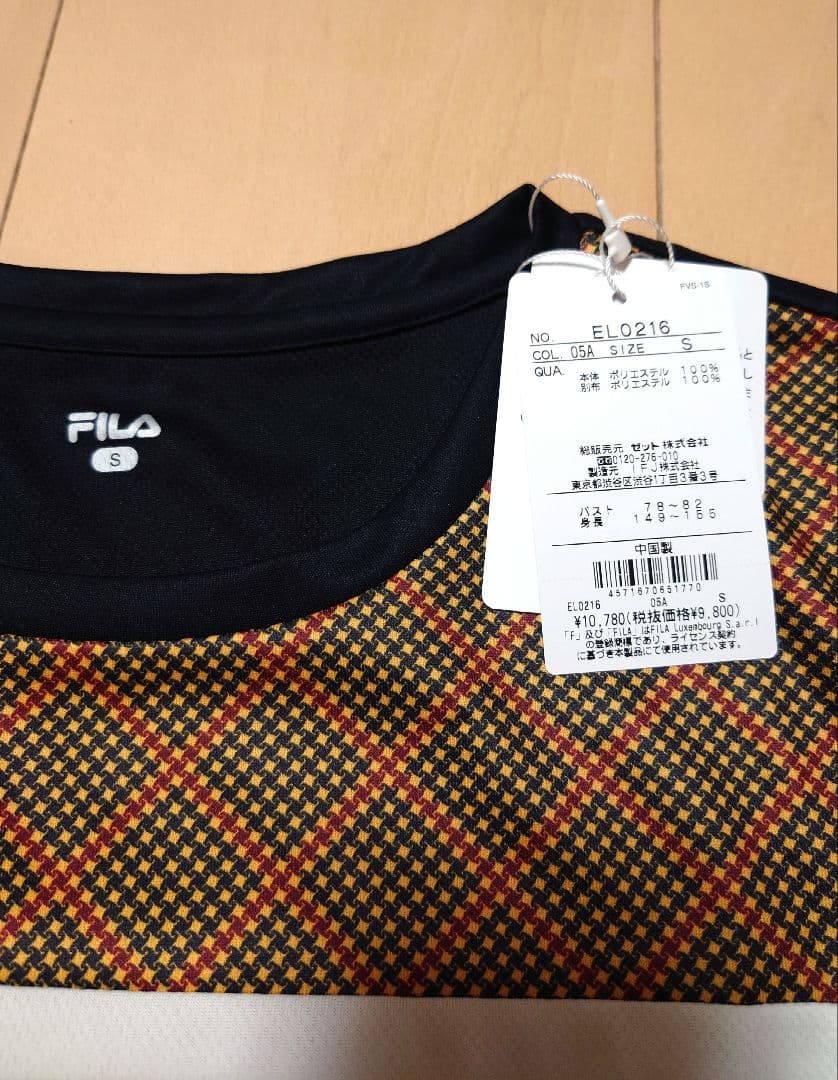 FILA
S
FVS-1S
NO. EL0216
COL. 05A SIZE S
QUA.
本体 ポリエステル 100%
別布 ポリエステル 100%
総販売元 ゼット株式会社
0120-276-010
製造元 IFJ株式会社
東京都渋谷区渋谷1丁目3番3号
バスト 78~82
身長 149~155
中国製
4571670651770
EL0216 05A S
¥10,780(税抜価格¥9,800)
「F」及び「FILA」はFILA Luxembourg S.a.r.l
の登録商標であり、ライセンス契約
に基づき本製品にて使用されています。
と
し